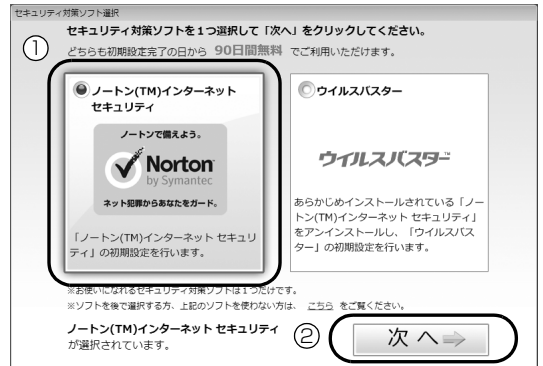 セキュリティ対策ソフト選択
セキュリティ対策ソフトを1つ選択して「次へ」をクリックしてください。
① どちらも初期設定完了の日から 90日間無料 でご利用いただけます。
ノートン(TM)インターネット
セキュリティ
ノートンで備えよう。
Norton
by Symantec
ネット犯罪からあなたをガード。
「ノートン(TM)インターネット セキュリ
ティ」の初期設定を行います。
ウイルスバスター
ウイルスバスター™
あらかじめインストールされている「ノー
トン(TM)インターネット セキュリティ」
をアンインストールし、「ウイルスバス
ター」の初期設定を行います。
※お使いになれるセキュリティ対策ソフトは1つだけです。
※ソフトを後で選択する方、上記のソフトを使わない方は、 こちら をご覧ください。
ノートン(TM)インターネット セキュリティ
が選択されています。
② 次 へ